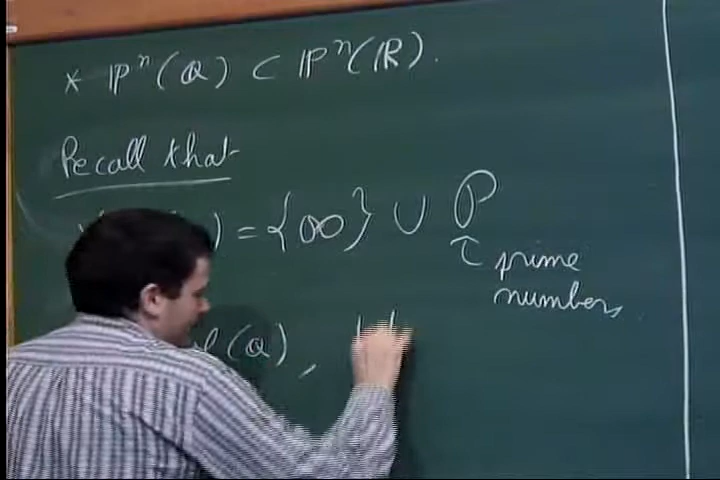 * ℙⁿ(ℚ) ⊂ ℙⁿ(ℝ).
Recall that
) = {∞} ∪ P
prime
numbers
(ℚ), | |